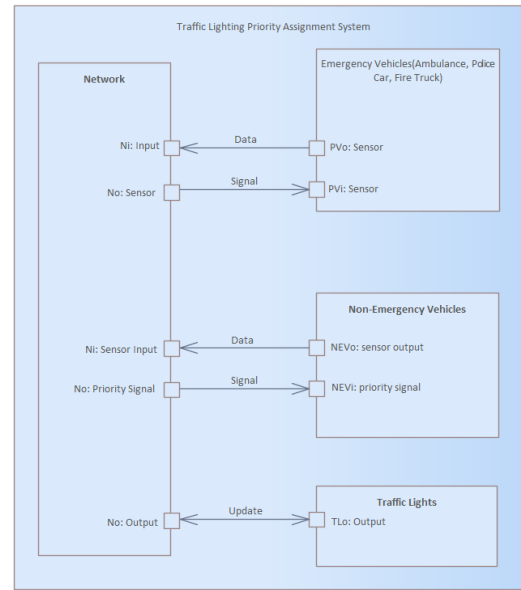 Traffic Lighting Priority Assignment System
Network
Emergency Vehicles(Ambulance, Police
Car, Fire Truck)
Ni: Input
Data
PVo: Sensor
No: Sensor
Signal
PVi: Sensor
Non-Emergency Vehicles
Ni: Sensor Input
Data
NEVo: sensor output
No: Priority Signal
Signal
NEVi: priority signal
Traffic Lights
No: Output
Update
TLo: Output